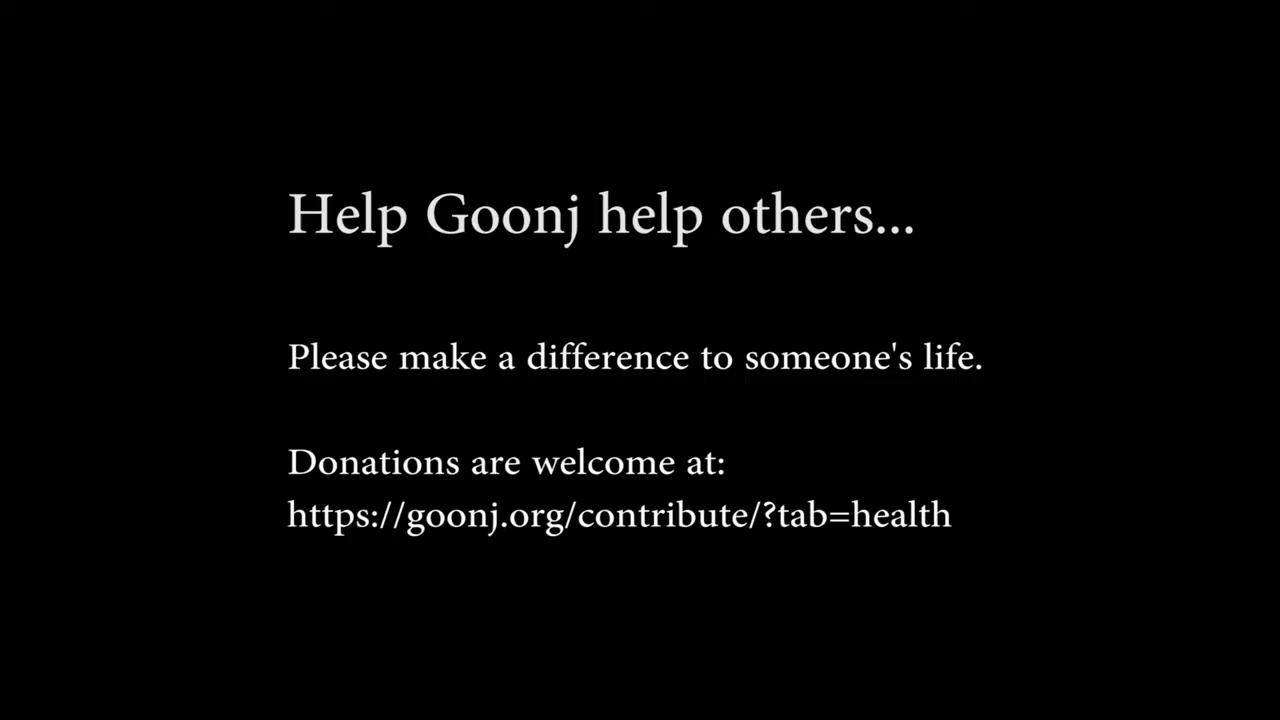 Help Goonj help others...
Please make a difference to someone's life.
Donations are welcome at:
https://goonj.org/contribute/?tab=health